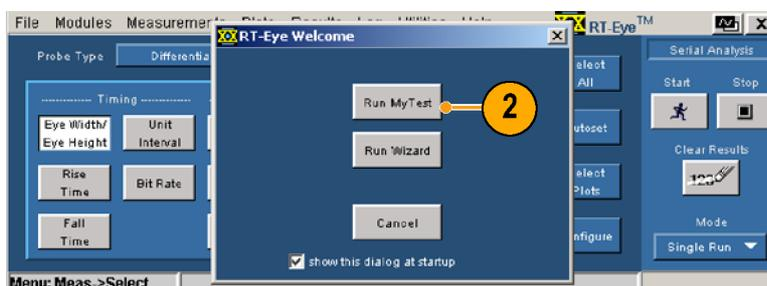 File Modules Measurements Plots Results Log Utilities Help
RT-Eye™
RT-Eye Welcome
Probe Type
Differentia
Timing
Eye Width/
Eye Height
Unit
Interval
Rise
Time
Bit Rate
Fall
Time
Run MyTest
2
Run Wizard
Cancel
show this dialog at startup
elect
All
utoset
elect
Plots
nfigure
Serial Analysis
Start Stop
Clear Results
123
Mode
Single Run
Menu: Meas->Select